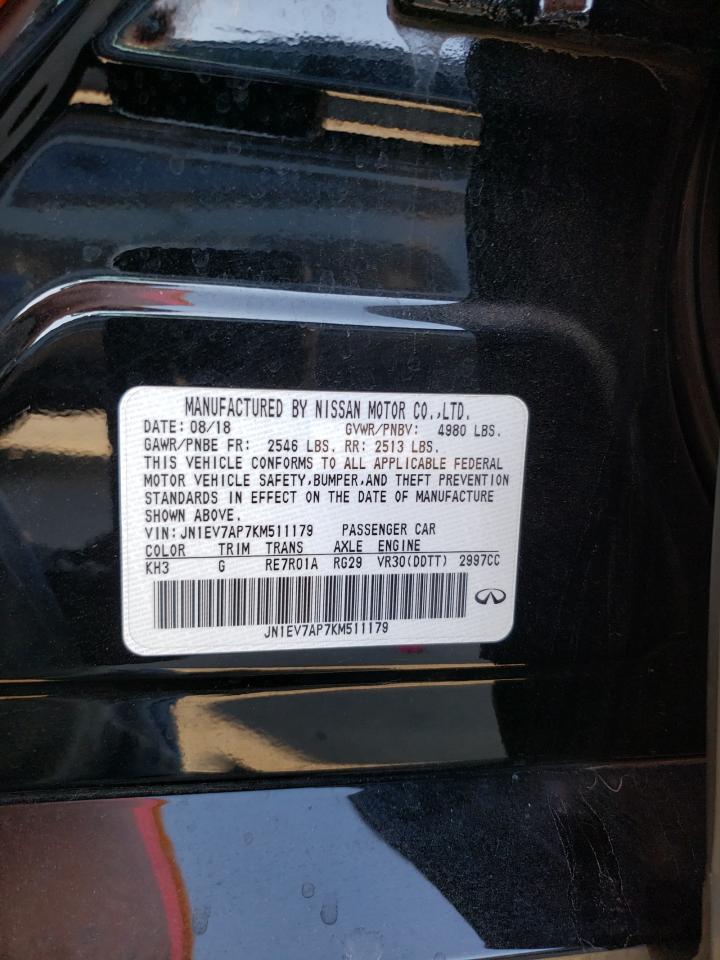 MANUFACTURED BY NISSAN MOTOR CO.,LTD.
DATE: 08/18 GVWR/PNBV: 4980 LBS.
GAWR/PNBE FR: 2546 LBS. RR: 2513 LBS.
THIS VEHICLE CONFORMS TO ALL APPLICABLE FEDERAL
MOTOR VEHICLE SAFETY,BUMPER,AND THEFT PREVENTION
STANDARDS IN EFFECT ON THE DATE OF MANUFACTURE
SHOWN ABOVE.
VIN:JN1EV7AP7KM511179 PASSENGER CAR
COLOR TRIM TRANS AXLE ENGINE
KH3 G RE7R01A RG29 VR30(DDTT) 2997CC
JN1EV7AP7KM511179